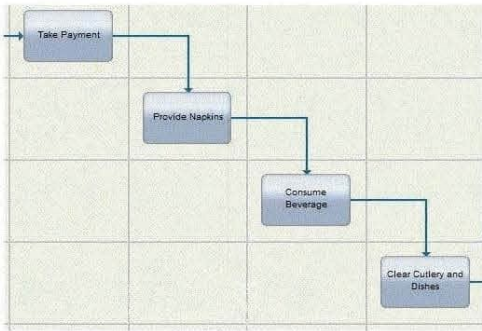 Take Payment
Provide Napkins
Consume
Beverage
Clear Cutlery and
Dishes